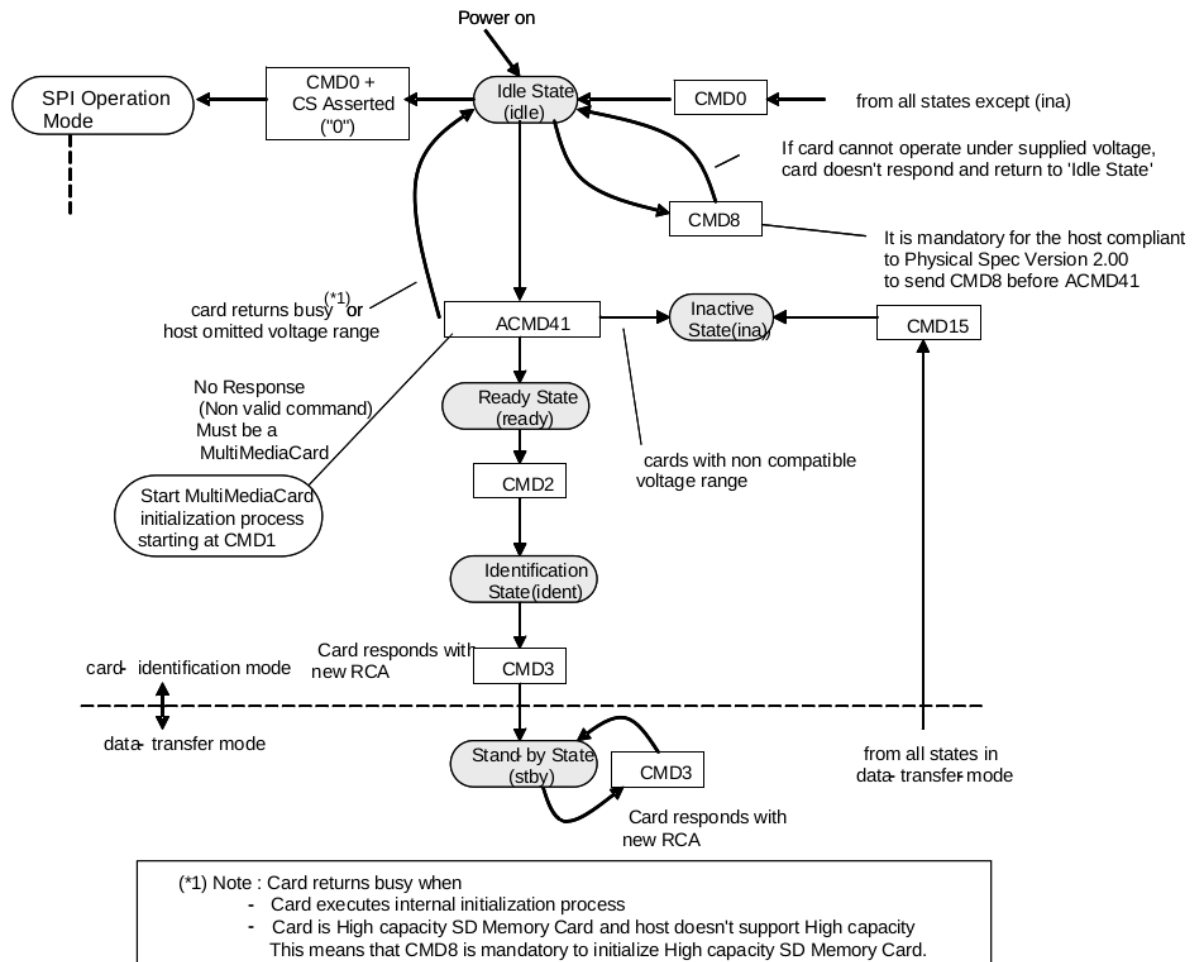 Power on
SPI Operation
Mode
CMD0 +
CS Asserted
("0")
Idle State
(idle)
CMD0
from all states except (ina)
If card cannot operate under supplied voltage,
card doesn't respond and return to 'Idle State'
CMD8
It is mandatory for the host compliant
to Physical Spec Version 2.00
to send CMD8 before ACMD41
card returns busy(*1) or
host omitted voltage range
ACMD41
Inactive
State(ina)
CMD15
No Response
(Non valid command)
Must be a
MultiMediaCard
Ready State
(ready)
cards with non compatible
voltage range
CMD2
Start MultiMediaCard
initialization process
starting at CMD1
Identification
State(ident)
Card responds with
new RCA
CMD3
card- identification mode
data- transfer mode
Stand- by State
(stby)
CMD3
from all states in
data- transfer-mode
Card responds with
new RCA
(*1) Note : Card returns busy when
- Card executes internal initialization process
- Card is High capacity SD Memory Card and host doesn't support High capacity
This means that CMD8 is mandatory to initialize High capacity SD Memory Card.